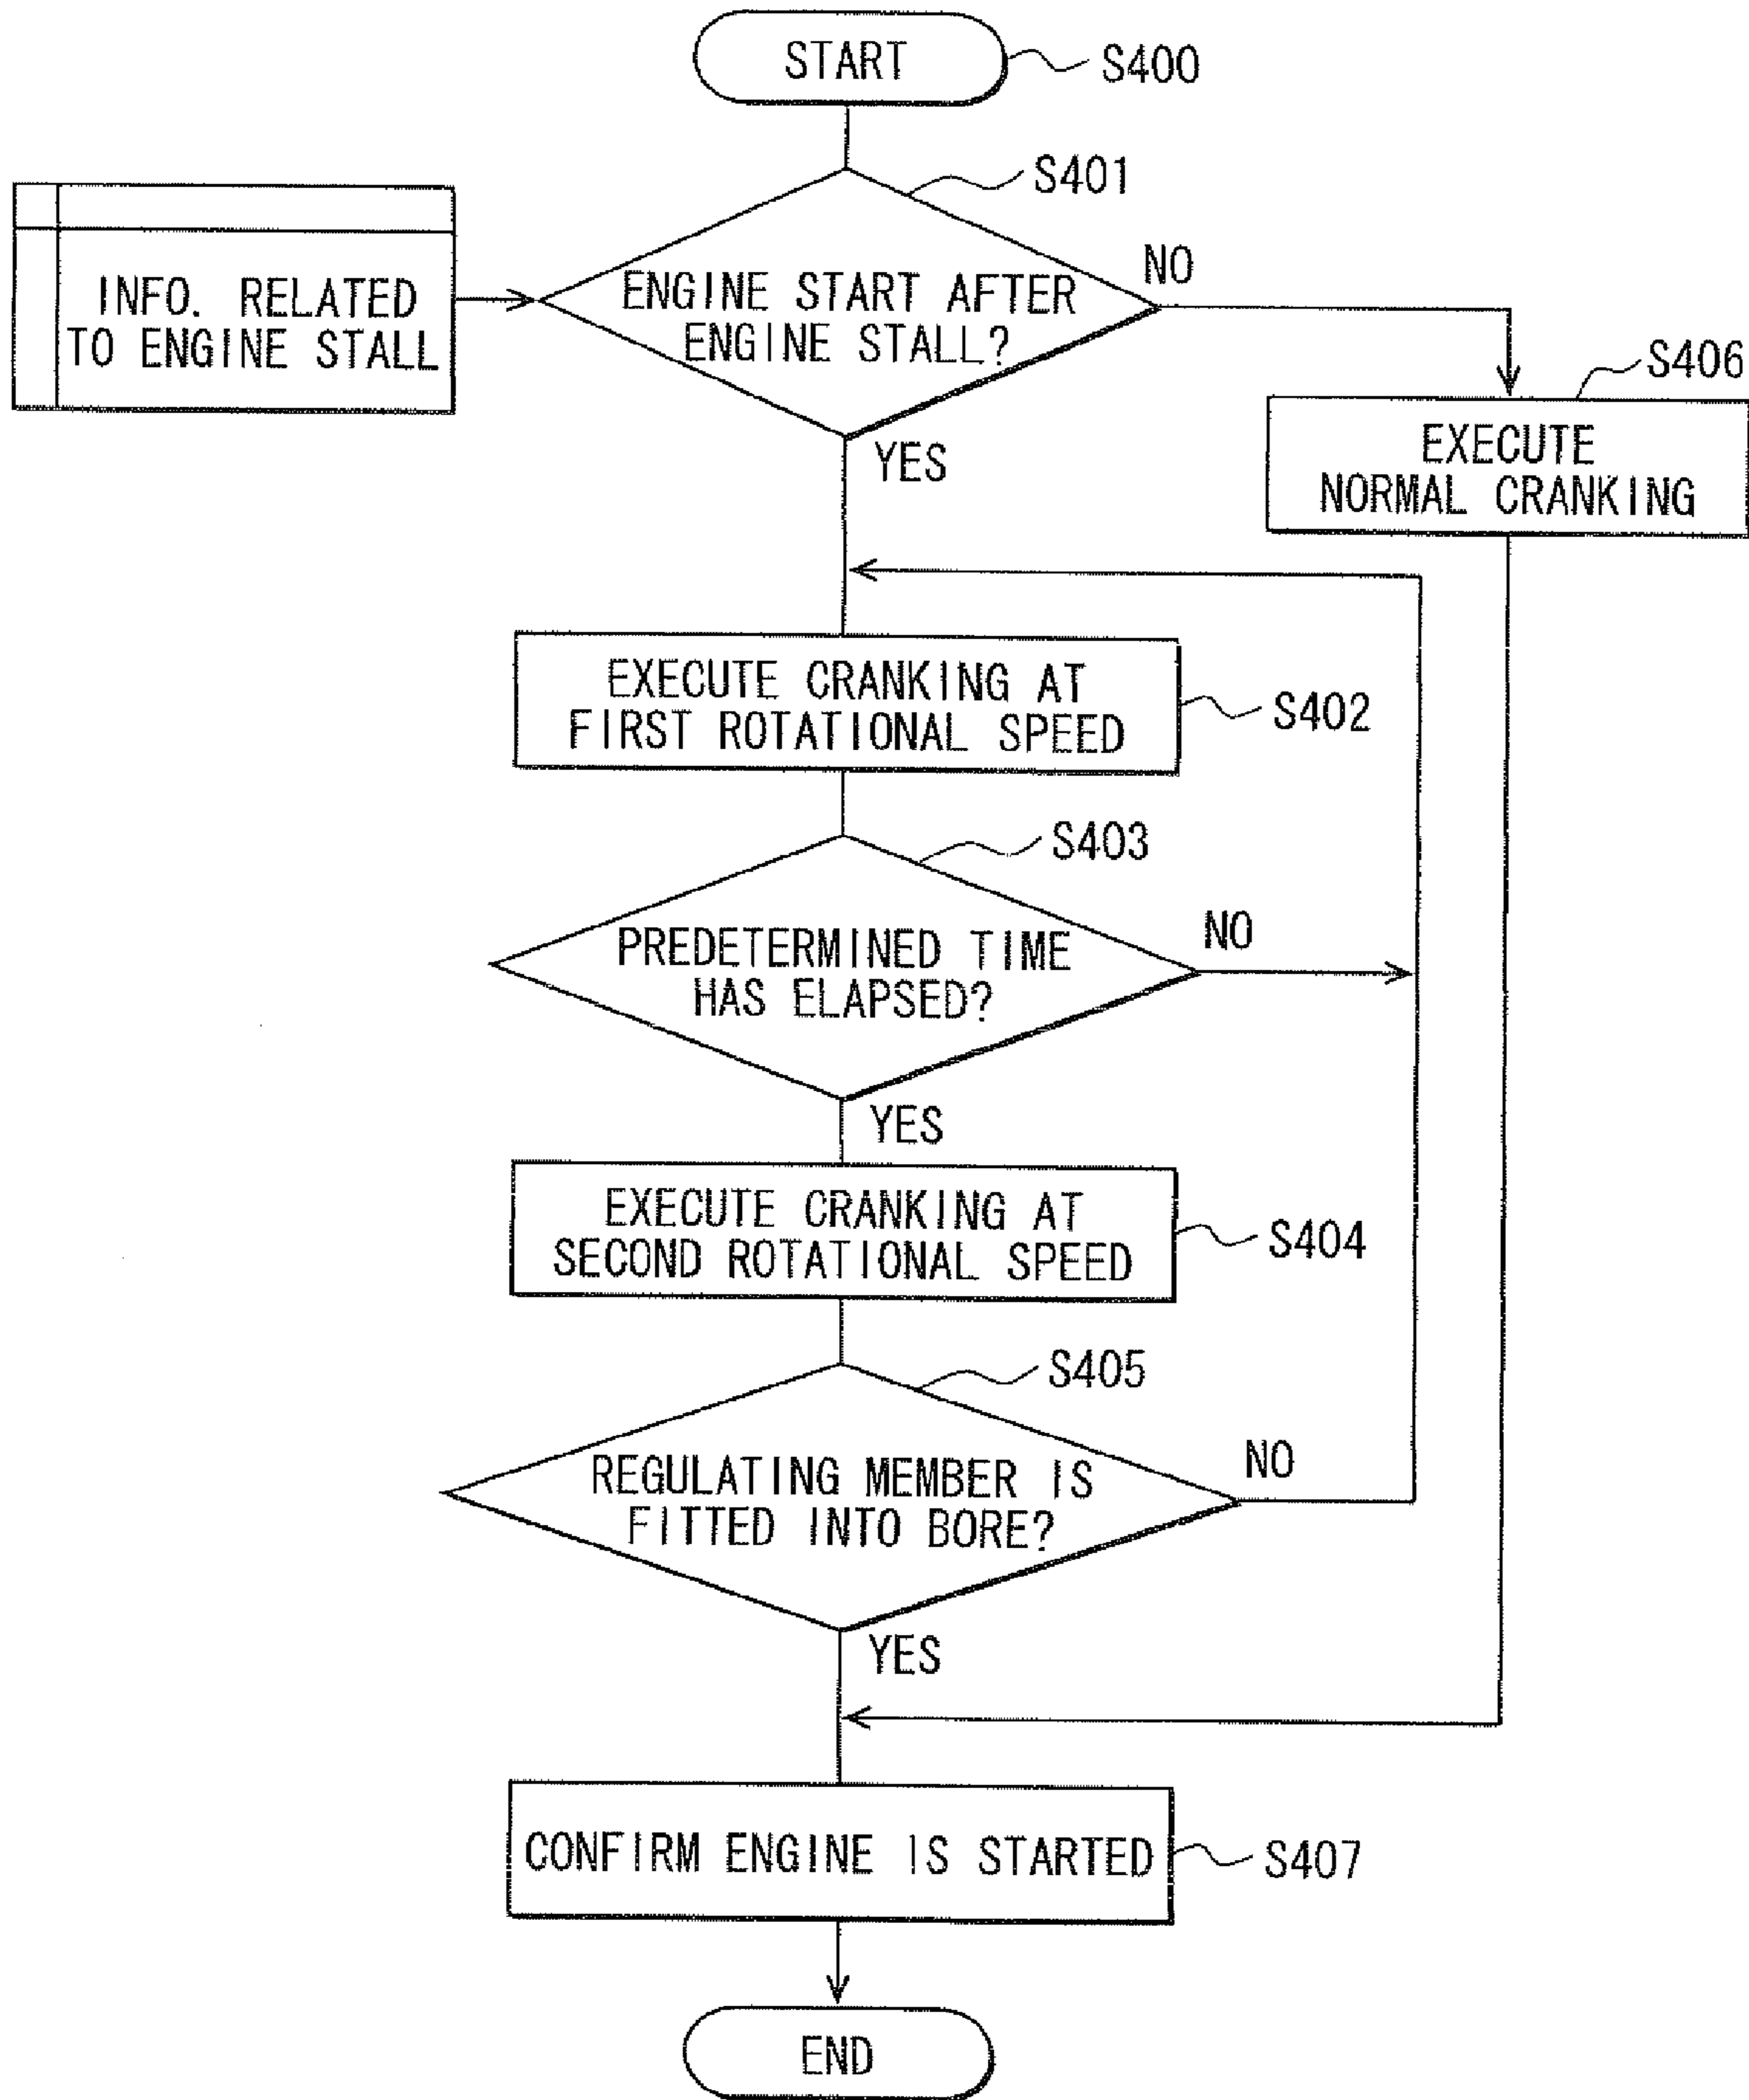 START
S400
S401
INFO. RELATED
TO ENGINE STALL
ENGINE START AFTER
ENGINE STALL?
NO
YES
S406
EXECUTE
NORMAL CRANKING
EXECUTE CRANKING AT
FIRST ROTATIONAL SPEED
S402
S403
PREDETERMINED TIME
HAS ELAPSED?
NO
YES
EXECUTE CRANKING AT
SECOND ROTATIONAL SPEED
S404
S405
REGULATING MEMBER IS
FITTED INTO BORE?
NO
YES
CONFIRM ENGINE IS STARTED
S407
END